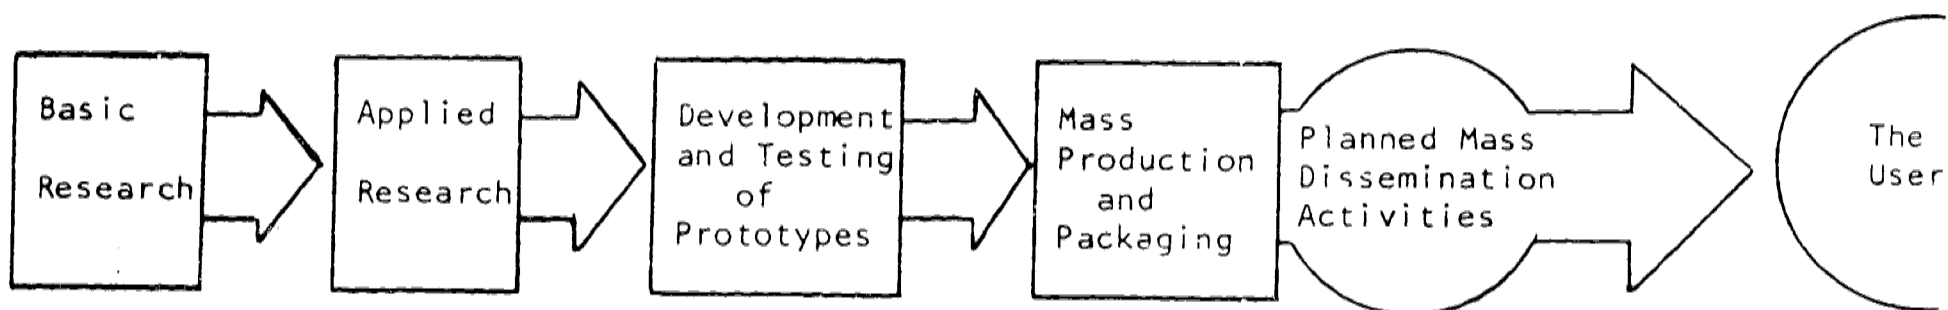 Basic
Research
Applied
Research
Development
and Testing
of
Prototypes
Mass
Production
and
Packaging
Planned Mass
Dissemination
Activities
The
User